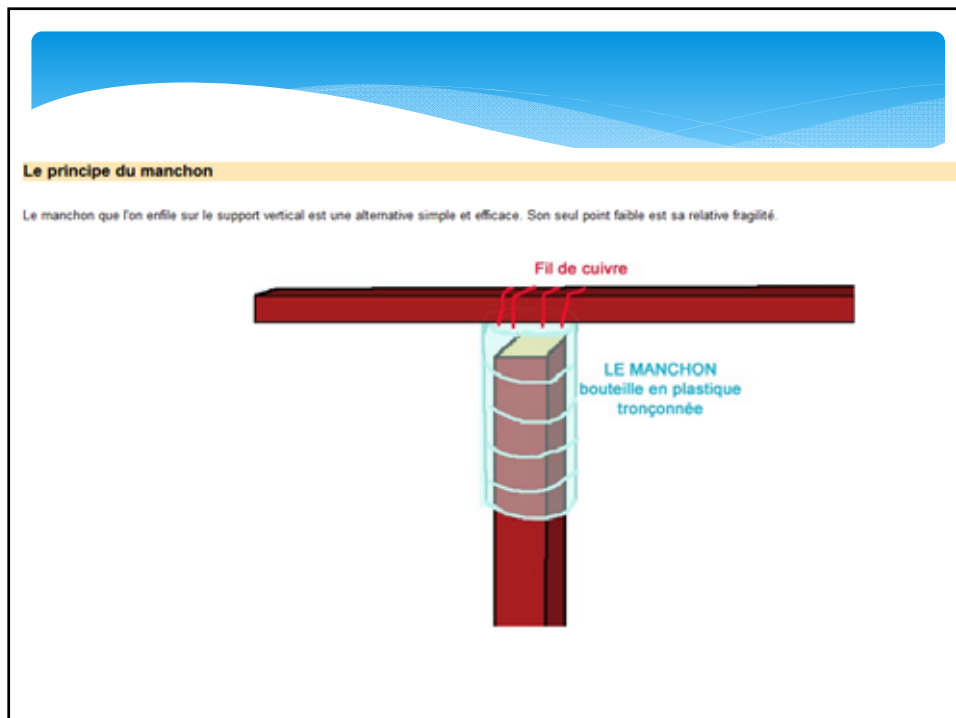 Le principe du manchon
Le manchon que l'on enfile sur le support vertical est une alternative simple et efficace. Son seul point faible est sa relative fragilité.
Fil de cuivre
LE MANCHON
bouteille en plastique
tronçonnée